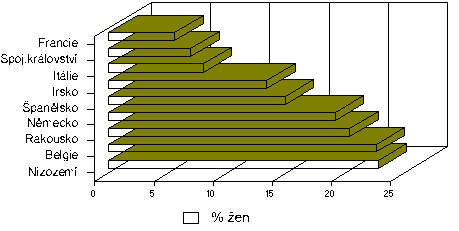 Francie
Spoj.království
Itálie
Irsko
Španělsko
Německo
Rakousko
Belgie
Nizozemí
0 5 10 15 20 25
% žen